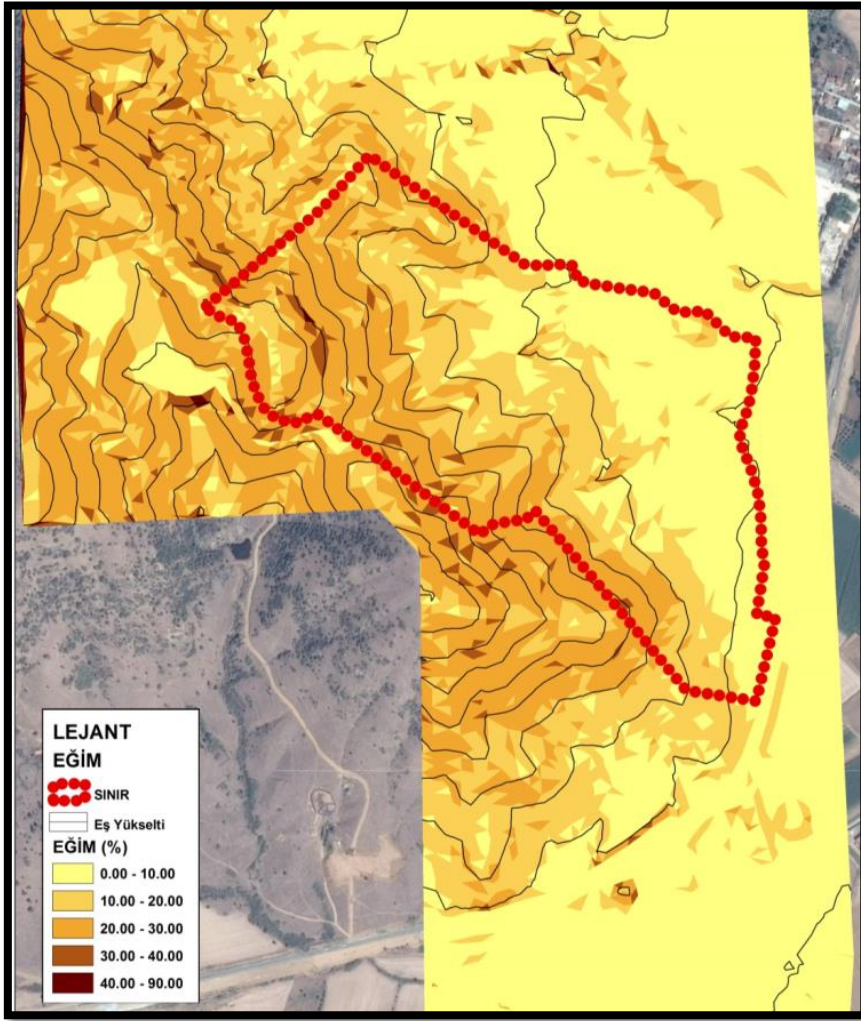 LEJANT
EĞİM
SINIR
Eş Yükselti
EĞİM (%)
0.00 - 10.00
10.00 - 20.00
20.00 - 30.00
30.00 - 40.00
40.00 - 90.00